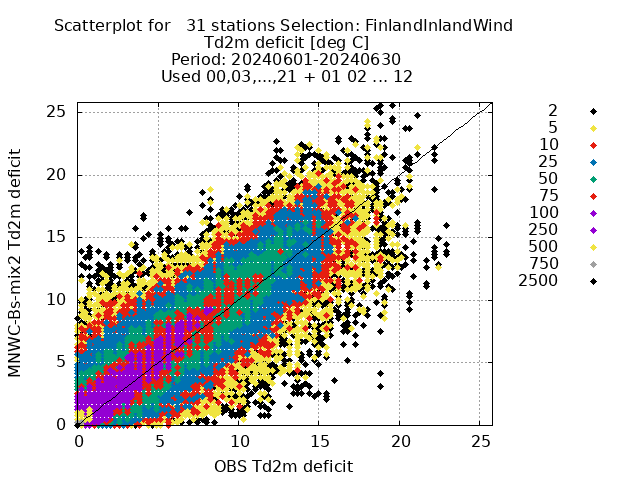 Scatterplot for   31 stations Selection: FinlandInlandWind
Td2m deficit [deg C]
Period: 20240601-20240630
Used 00,03,...,21 + 01 02 ... 12
MNWC-Bs-mix2 Td2m deficit
25
20
15
10
5
0
0 5 10 15 20 25
OBS Td2m deficit
2
5
10
25
50
75
100
250
500
750
2500